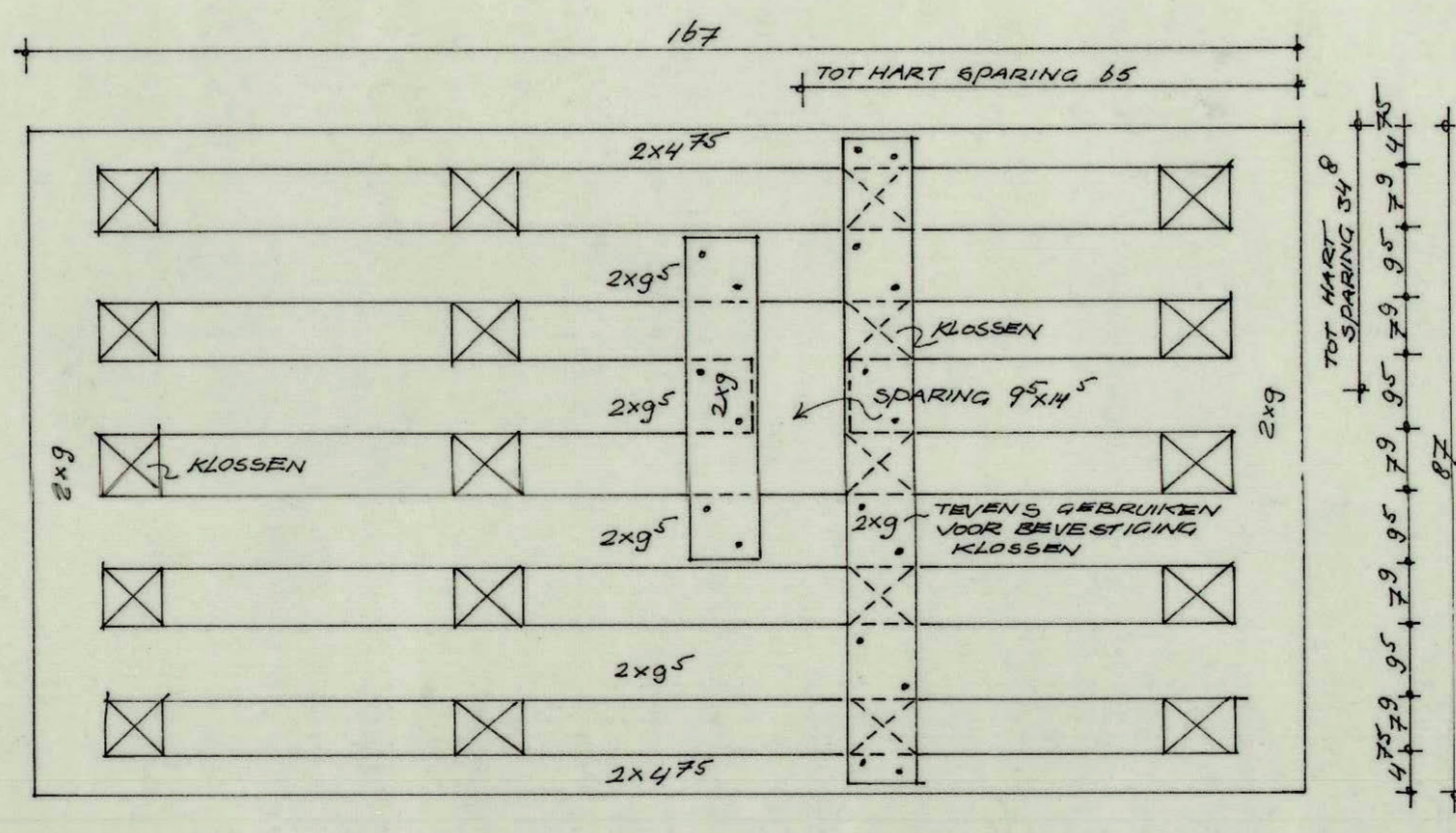 167
TOT HART SPARING 65
2x4⁷⁵
2x9⁵
KLOSSEN
2x9⁵
2x9
SPARING 9⁵x14⁵
2x9
KLOSSEN
2x9
2x9⁵
2x9
TEVENS GEBRUIKEN
VOOR BEVESTIGING
KLOSSEN
2x9⁵
2x4⁷⁵
TOT HART
SPARING 34⁸
4⁷⁵
7⁹
9⁵
7⁹
9⁵
7⁹
9⁵
7⁹
9⁵
7⁹
4⁷⁵
87